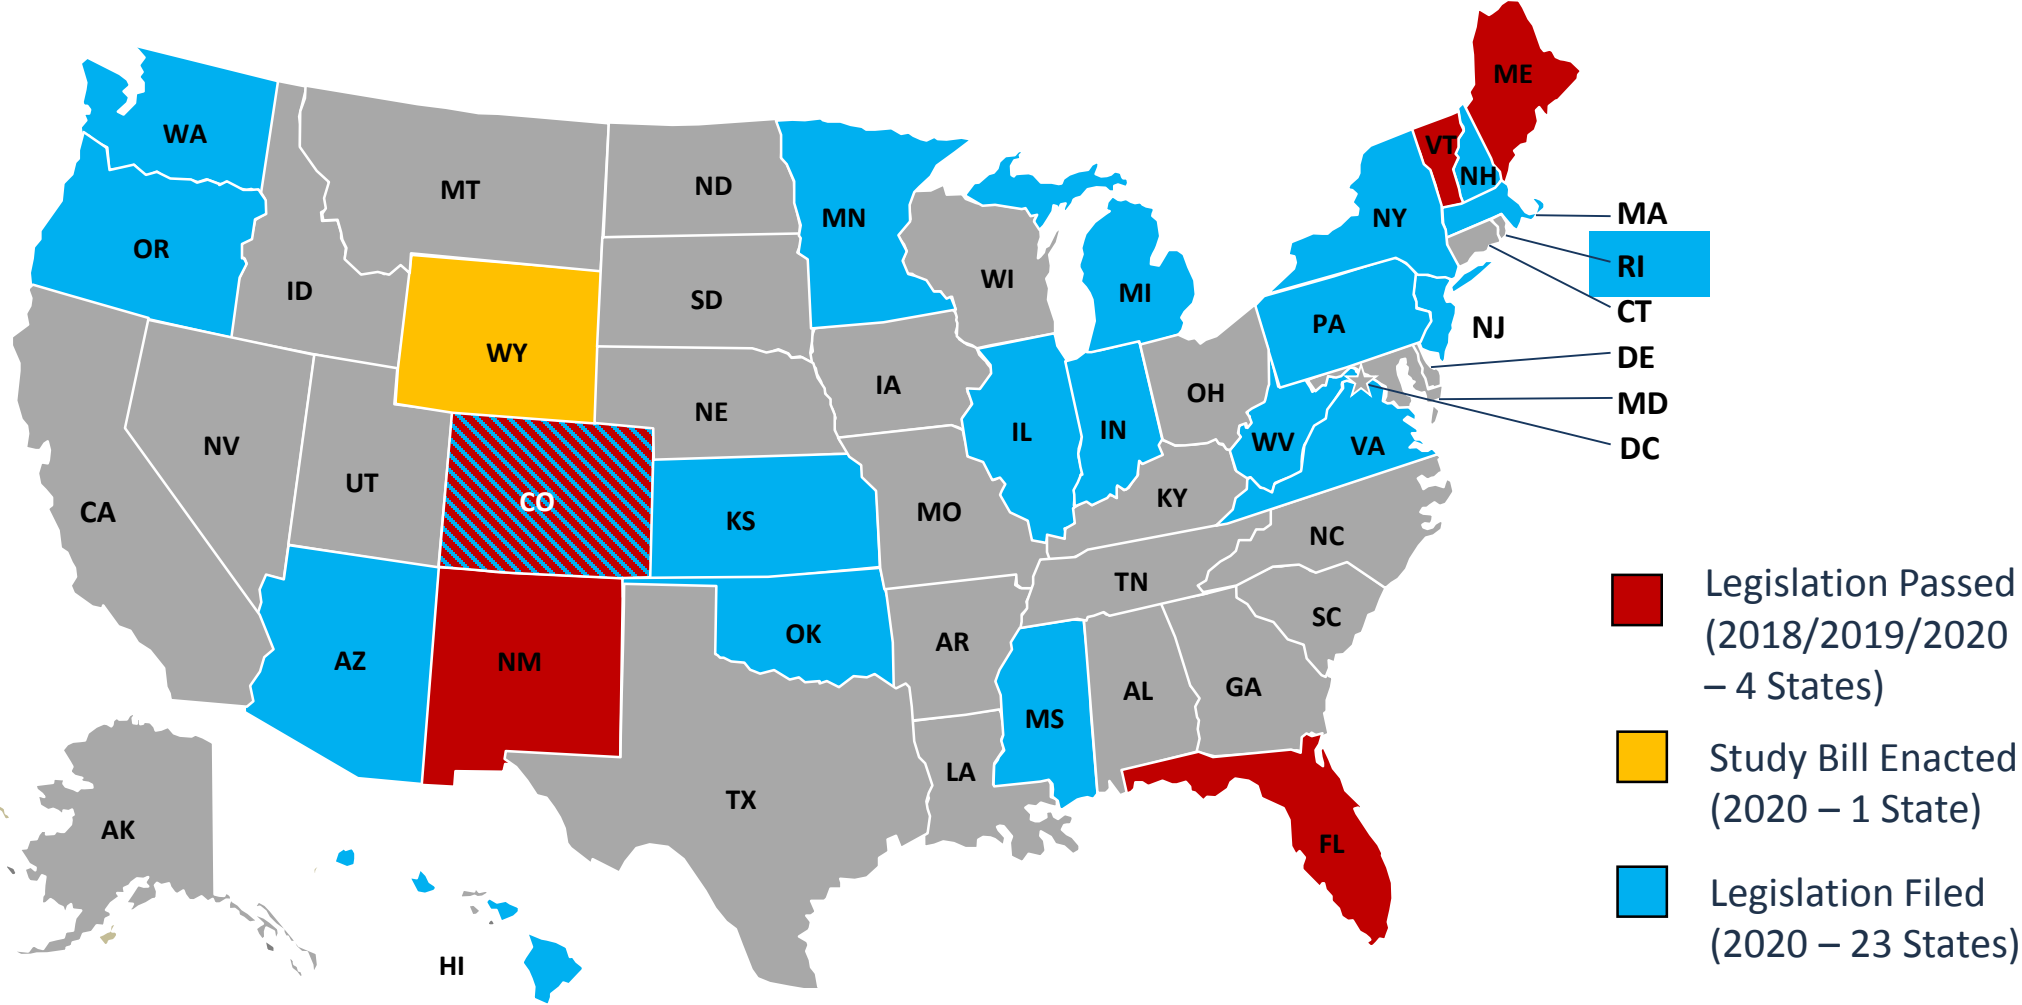 ME
WA
VT
NH
MT
ND
MN
NY
MA
OR
RI
ID
SD
WI
MI
CT
NJ
PA
WY
DE
IA
OH
MD
NE
NV
IL
IN
WV
VA
DC
UT
CO
KS
MO
KY
CA
NC
TN
Legislation Passed
(2018/2019/2020
– 4 States)
SC
OK
AR
AZ
NM
AL
GA
MS
Study Bill Enacted
(2020 – 1 State)
LA
TX
AK
FL
Legislation Filed
(2020 – 23 States)
HI